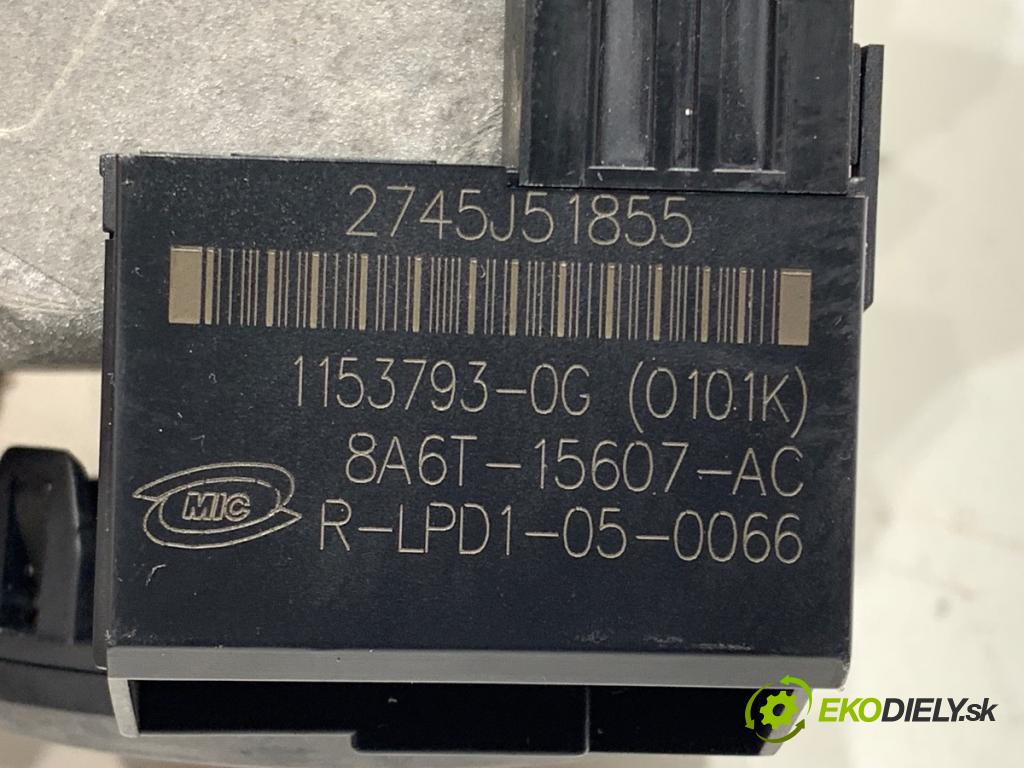 2745J51855
1153793-0G (0101K)
8A6T-15607-AC
MIC
R-LPD1-05-0066
EKODIELY.sk